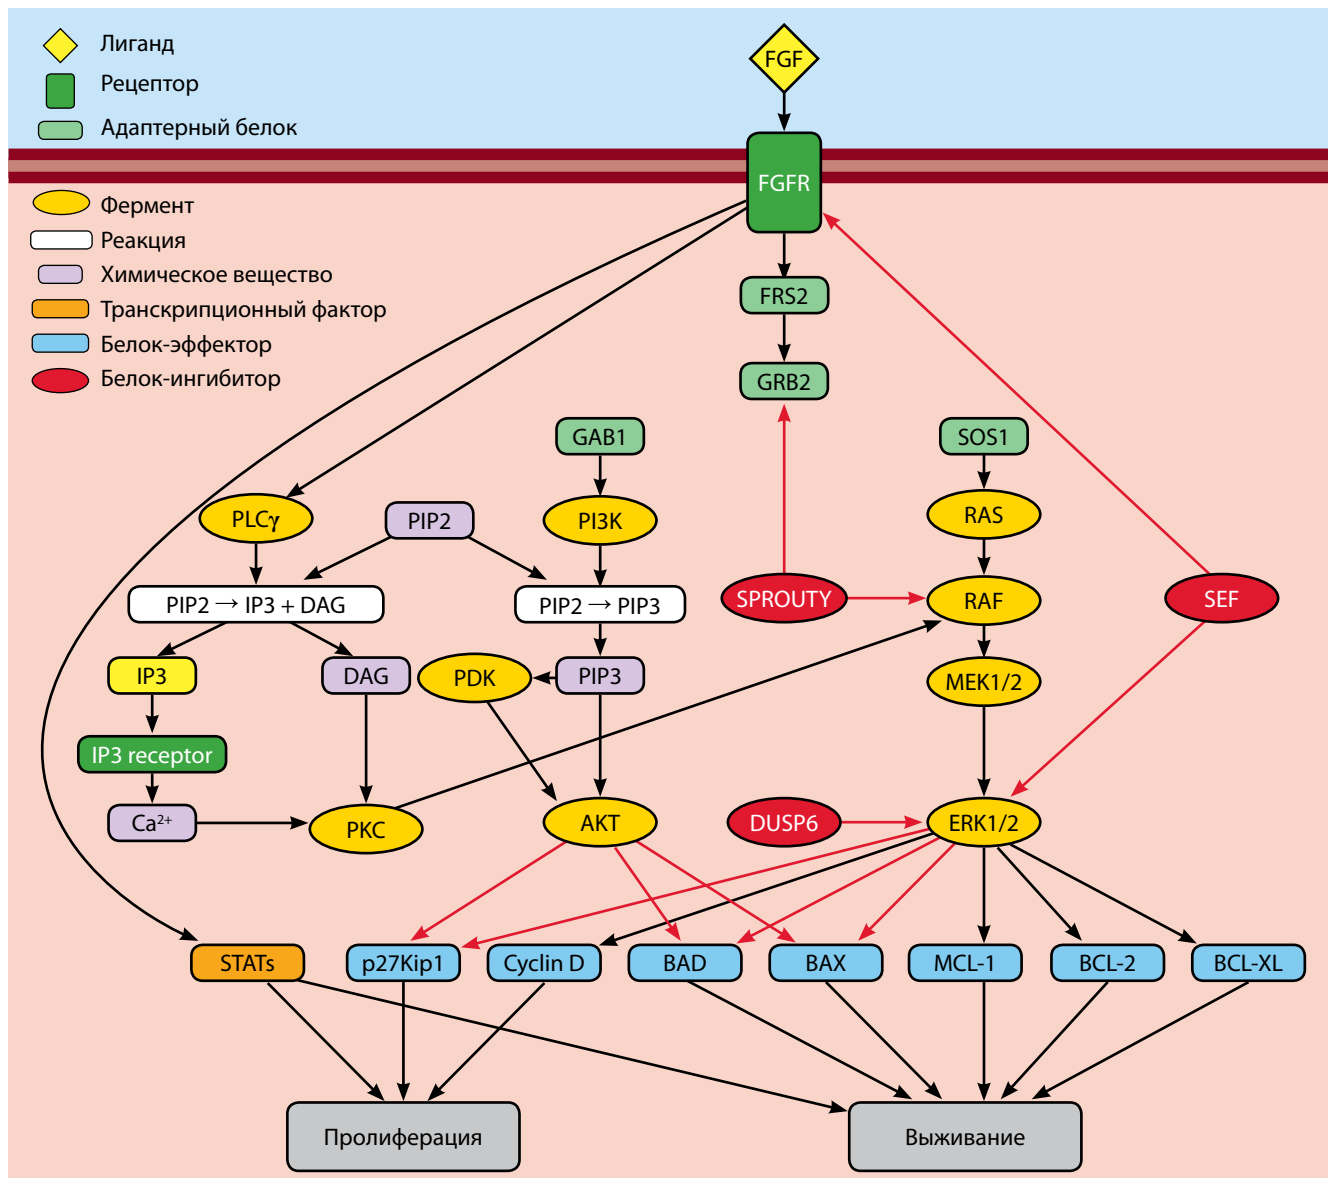 Лиганд
Рецептор
Адаптерный белок
Фермент
Реакция
Химическое вещество
Транскрипционный фактор
Белок-эффектор
Белок-ингибитор
FGF
FGFR
FRS2
GRB2
GAB1
SOS1
PLCγ
PIP2
PI3K
RAS
PIP2 → IP3 + DAG
PIP2 → PIP3
SPROUTY
RAF
SEF
IP3
DAG
PDK
PIP3
MEK1/2
IP3 receptor
Ca²⁺
PKC
AKT
DUSP6
ERK1/2
STATs
p27Kip1
Cyclin D
BAD
BAX
MCL-1
BCL-2
BCL-XL
Пролиферация
Выживание